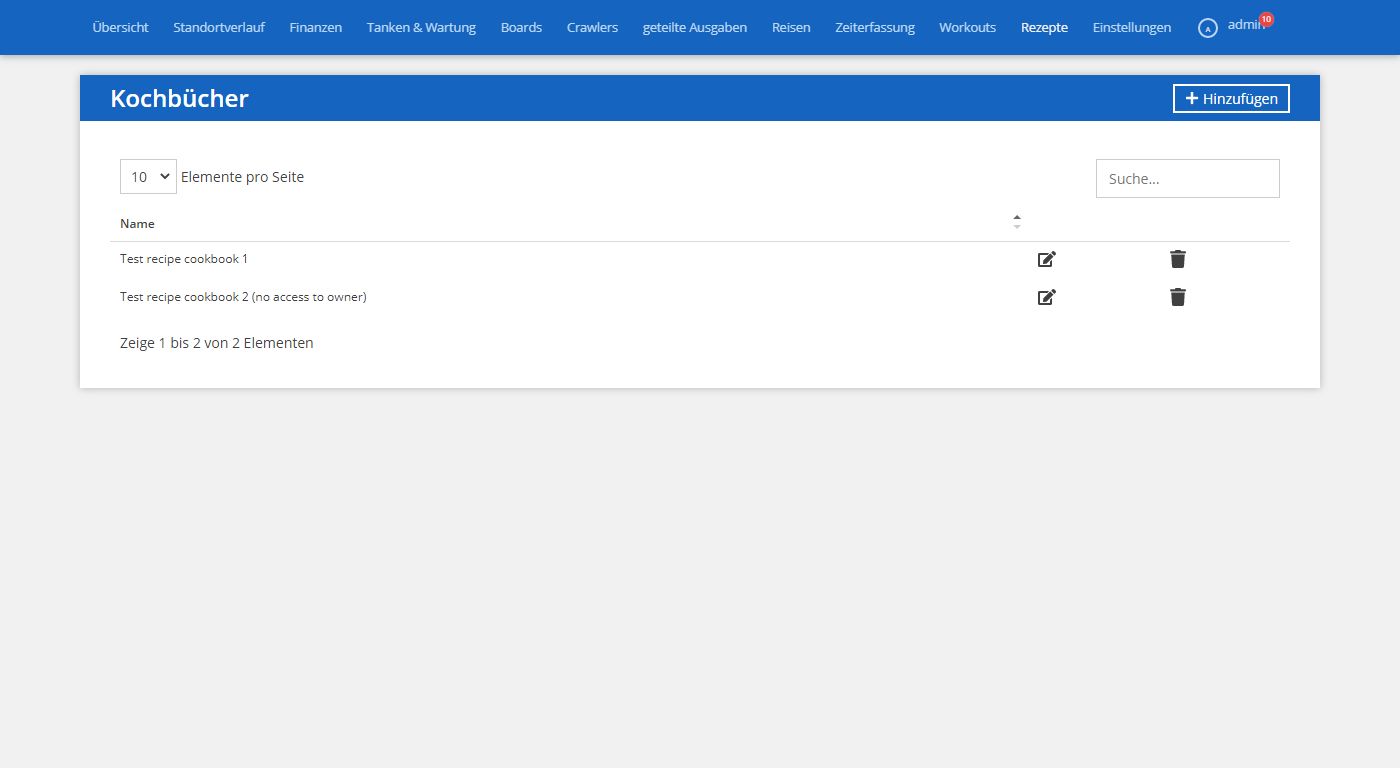 Übersicht Standortverlauf Finanzen Tanken & Wartung Boards Crawlers geteilte Ausgaben Reisen Zeiterfassung Workouts Rezepte Einstellungen A admin 10
Kochbücher Hinzufügen
10 Elemente pro Seite Suche...
Name
Test recipe cookbook 1
Test recipe cookbook 2 (no access to owner)
Zeige 1 bis 2 von 2 Elementen